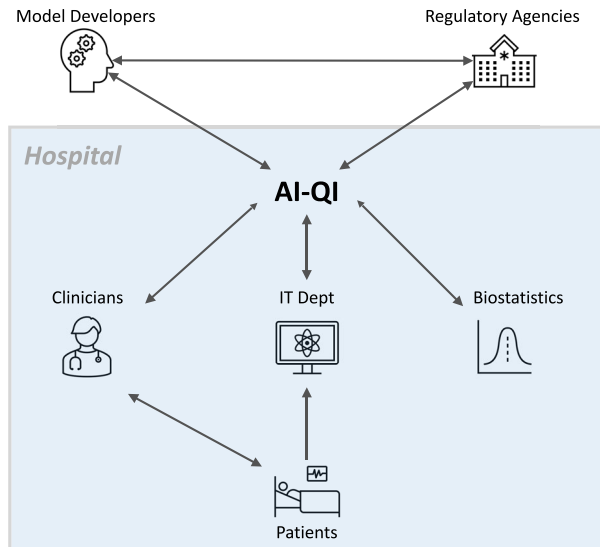 Model Developers
Regulatory Agencies
Hospital
AI-QI
Clinicians
IT Dept
Biostatistics
Patients